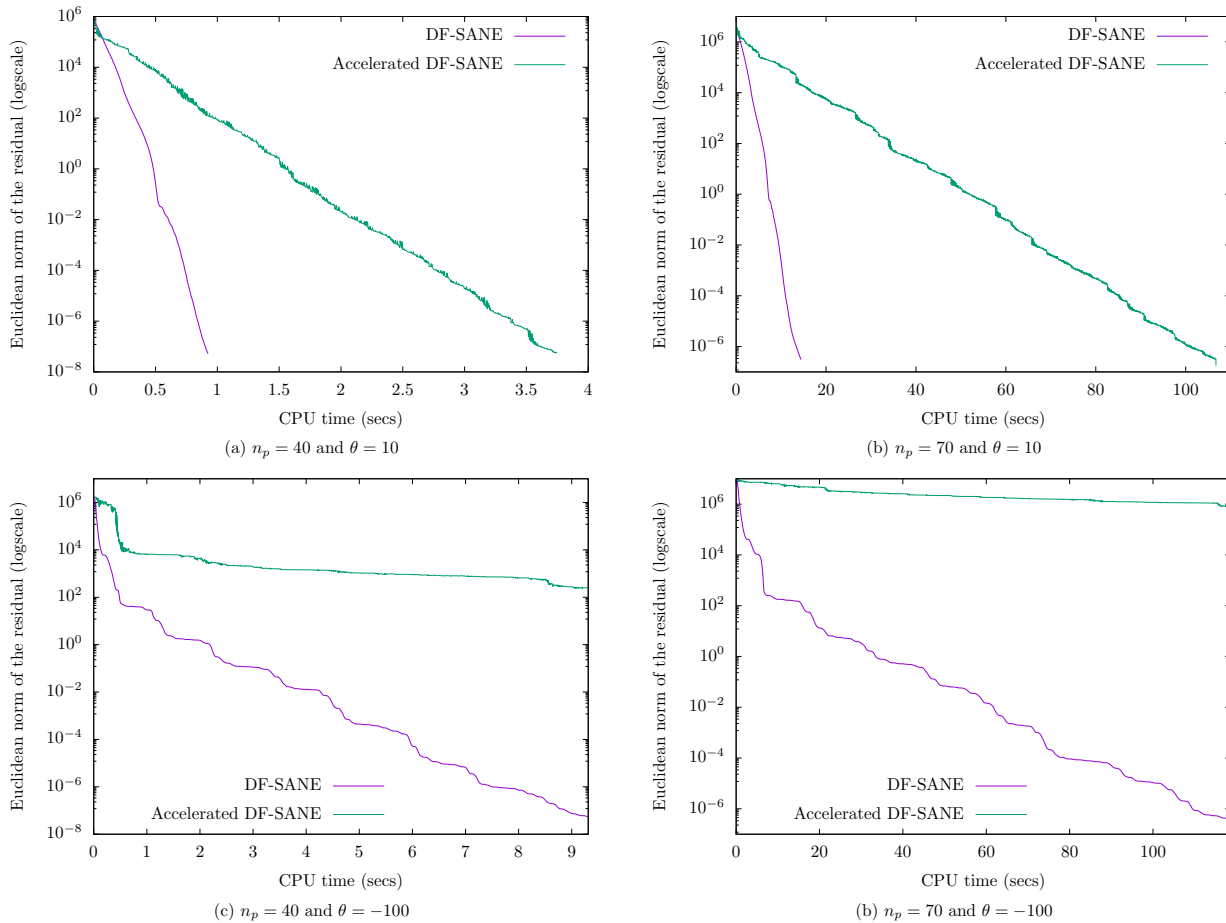 Euclidean norm of the residual (logscale)
10^6
10^4
10^2
10^0
10^-2
10^-4
10^-6
10^-8
DF-SANE
Accelerated DF-SANE
0 0.5 1 1.5 2 2.5 3 3.5 4
CPU time (secs)
(a) n_p = 40 and θ = 10
Euclidean norm of the residual (logscale)
10^6
10^4
10^2
10^0
10^-2
10^-4
10^-6
DF-SANE
Accelerated DF-SANE
0 20 40 60 80 100
CPU time (secs)
(b) n_p = 70 and θ = 10
Euclidean norm of the residual (logscale)
10^6
10^4
10^2
10^0
10^-2
10^-4
10^-6
10^-8
DF-SANE
Accelerated DF-SANE
0 1 2 3 4 5 6 7 8 9
CPU time (secs)
(c) n_p = 40 and θ = −100
Euclidean norm of the residual (logscale)
10^6
10^4
10^2
10^0
10^-2
10^-4
10^-6
DF-SANE
Accelerated DF-SANE
0 20 40 60 80 100
CPU time (secs)
(b) n_p = 70 and θ = −100